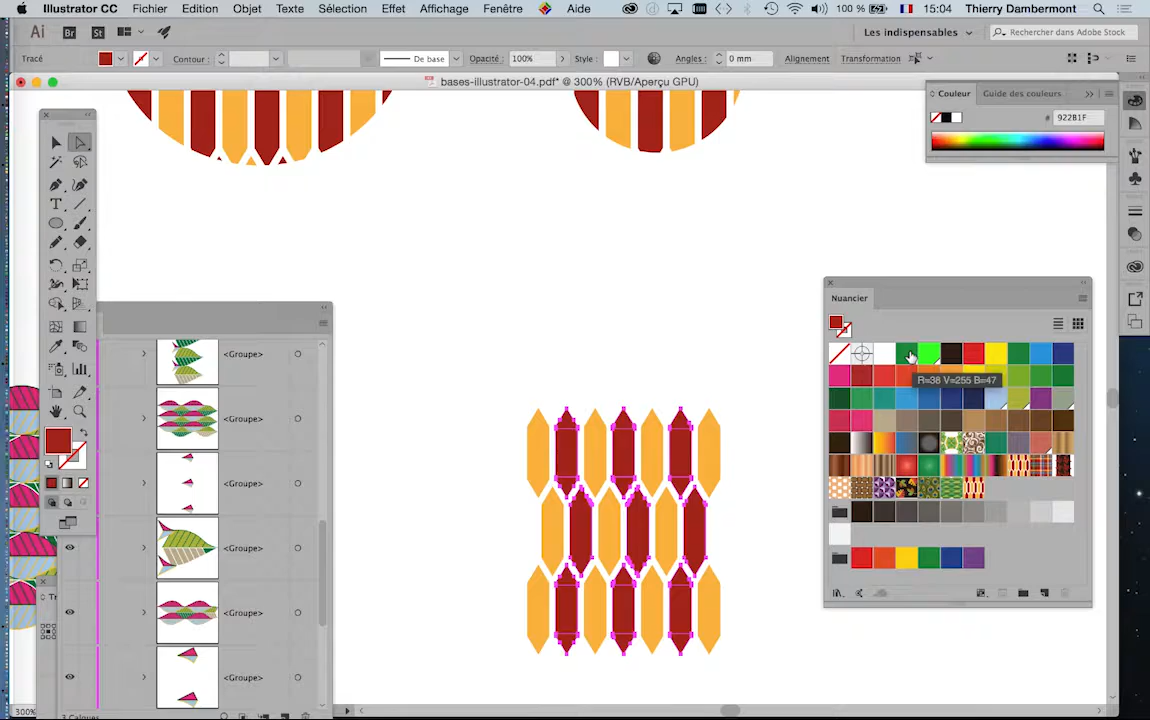 Illustrator CC Fichier Edition Objet Texte Sélection Effet Affichage Fenêtre Aide 100 % 15:04 Thierry Dambermont
Ai Br St Les indispensables Rechercher dans Adobe Stock
Tracé Contour : De base Opacité : 100% Style : Angles : 0 mm Alignement Transformation
bases-illustrator-04.pdf* @ 300% (RVB/Aperçu GPU)
Couleur Guide des couleurs
# 922B1F
Nuancier
R=38 V=255 B=47
<Groupe>
<Groupe>
<Groupe>
<Groupe>
<Groupe>
<Groupe>
300%